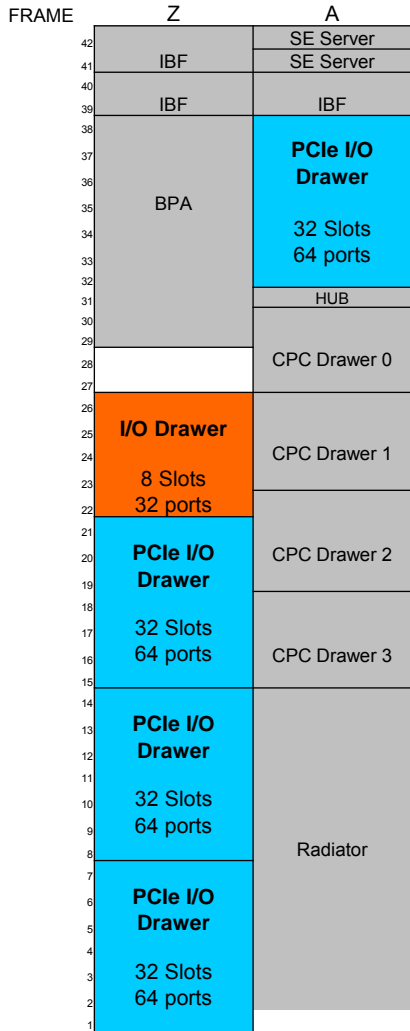 FRAME Z A
42 SE Server
41 IBF SE Server
40
39 IBF IBF
38
37 PCIe I/O
36 Drawer
35 BPA
34 32 Slots
33 64 ports
32
31 HUB
30
29
28 CPC Drawer 0
27
26
25 I/O Drawer
24 CPC Drawer 1
23 8 Slots
22 32 ports
21
20 PCIe I/O CPC Drawer 2
19 Drawer
18
17 32 Slots
16 64 ports CPC Drawer 3
15
14
13 PCIe I/O
12 Drawer
11
10 32 Slots
9 64 ports
8 Radiator
7
6 PCIe I/O
5 Drawer
4
3 32 Slots
2 64 ports
1